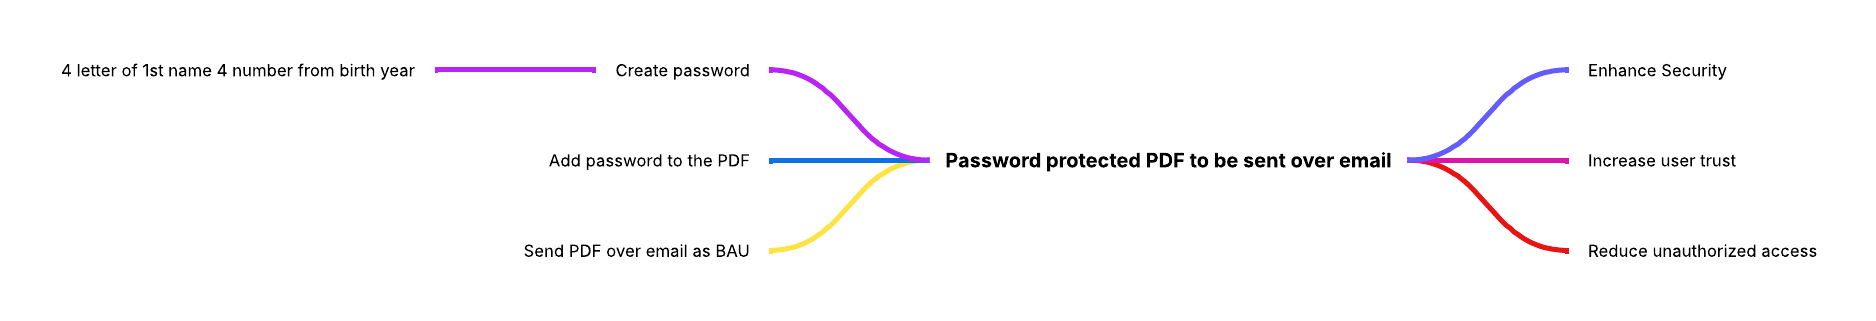 4 letter of 1st name 4 number from birth year
Create password
Enhance Security
Add password to the PDF
Password protected PDF to be sent over email
Increase user trust
Send PDF over email as BAU
Reduce unauthorized access